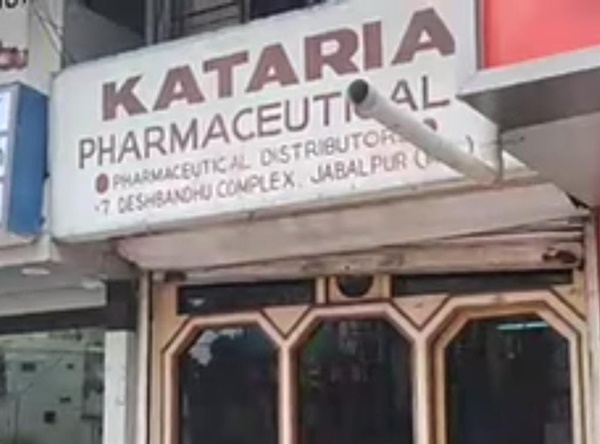 KATARIA
PHARMACEUTICAL
PHARMACEUTICAL DISTRIBUTORS
-7 DESHBANDHU COMPLEX, JABALPUR